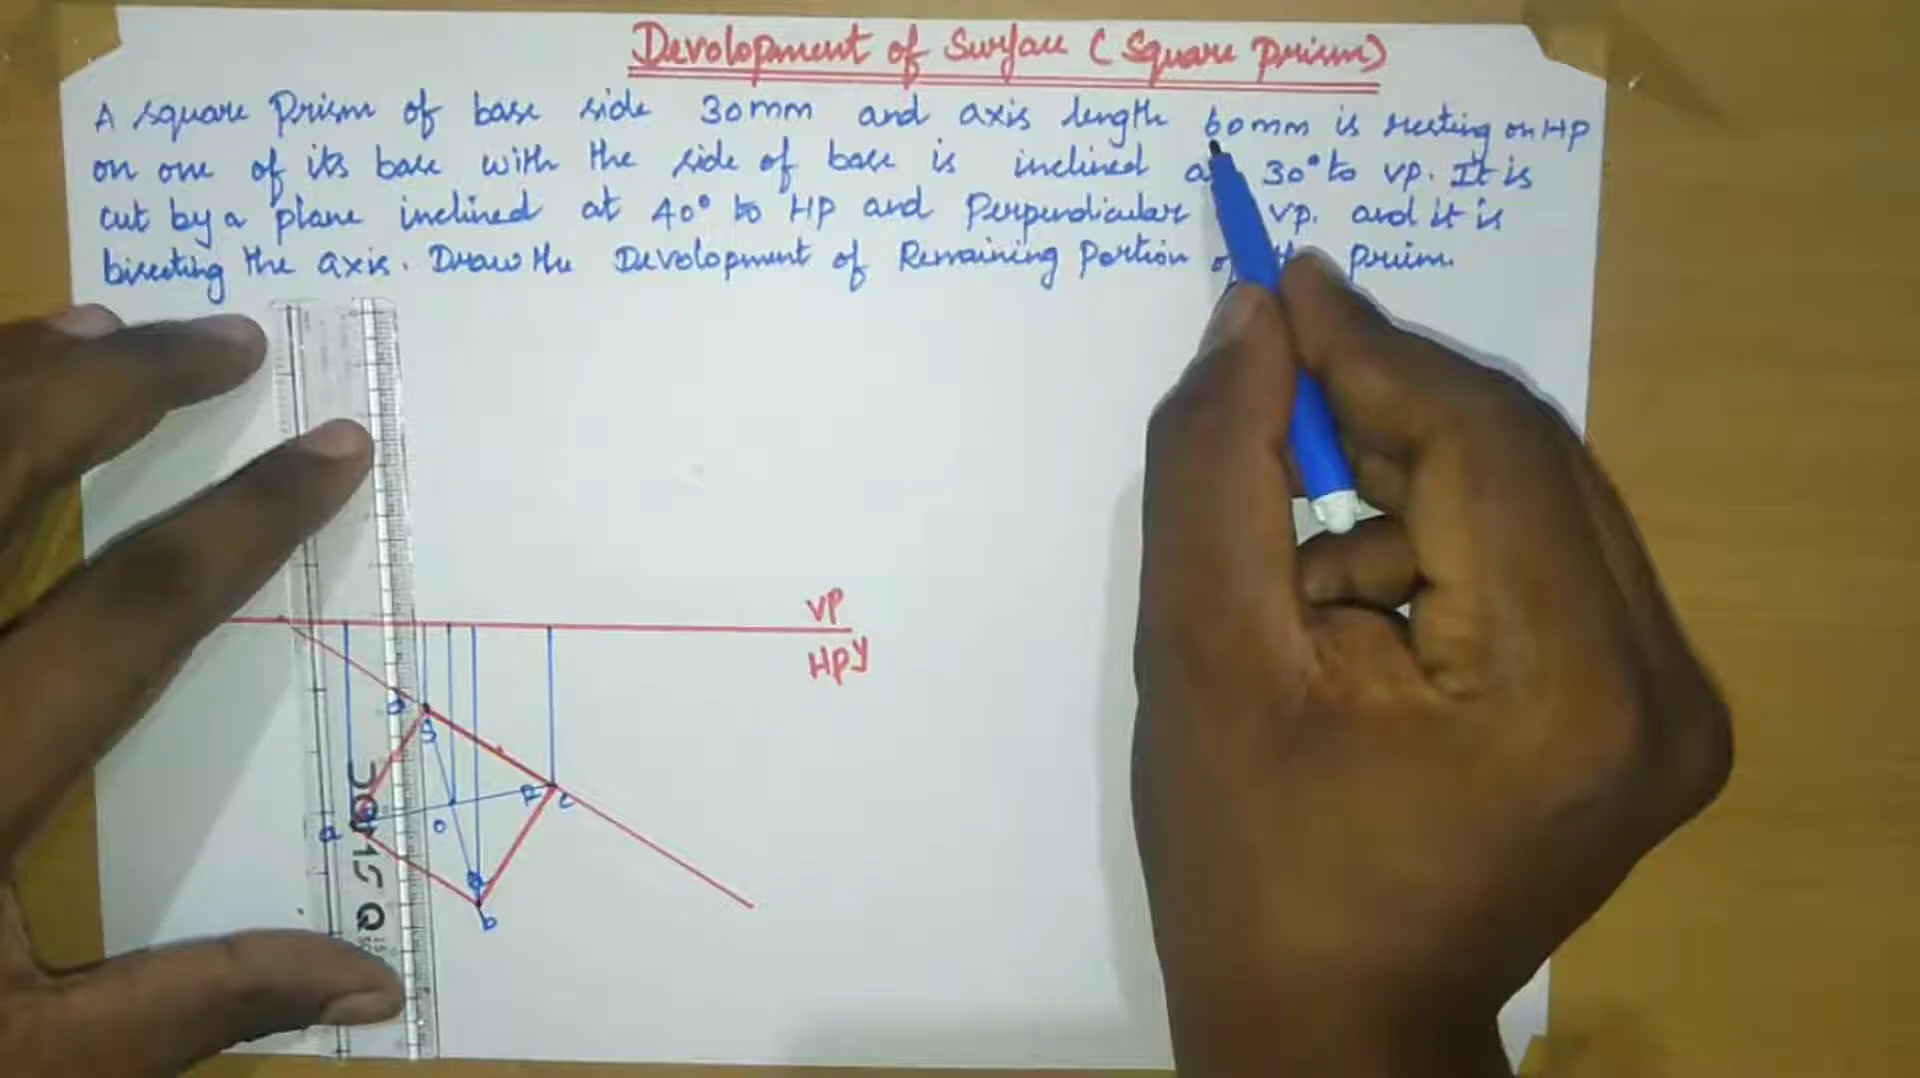 Devolopment of Surface (Square Prism)
A square Prism of base side 30mm and axis length 60mm is resting on HP
on one of its base with the side of base is inclined at 30° to VP. It is
cut by a plane inclined at 40° to HP and Perpendicular VP. and it is
bisecting the axis. Draw the Devolopment of Remaining Portion of the Prism.
VP
HP Y
d
S
R
c
a
o
b